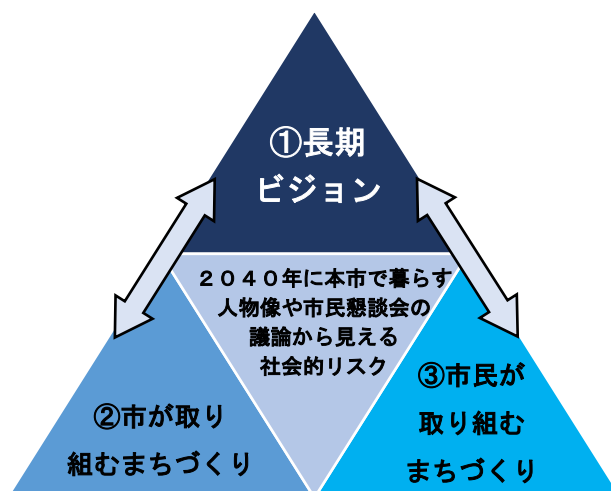 ①長期
ビジョン
2040年に本市で暮らす
人物像や市民懇談会の
議論から見える
社会的リスク
②市が取り
組むまちづくり
③市民が
取り組む
まちづくり